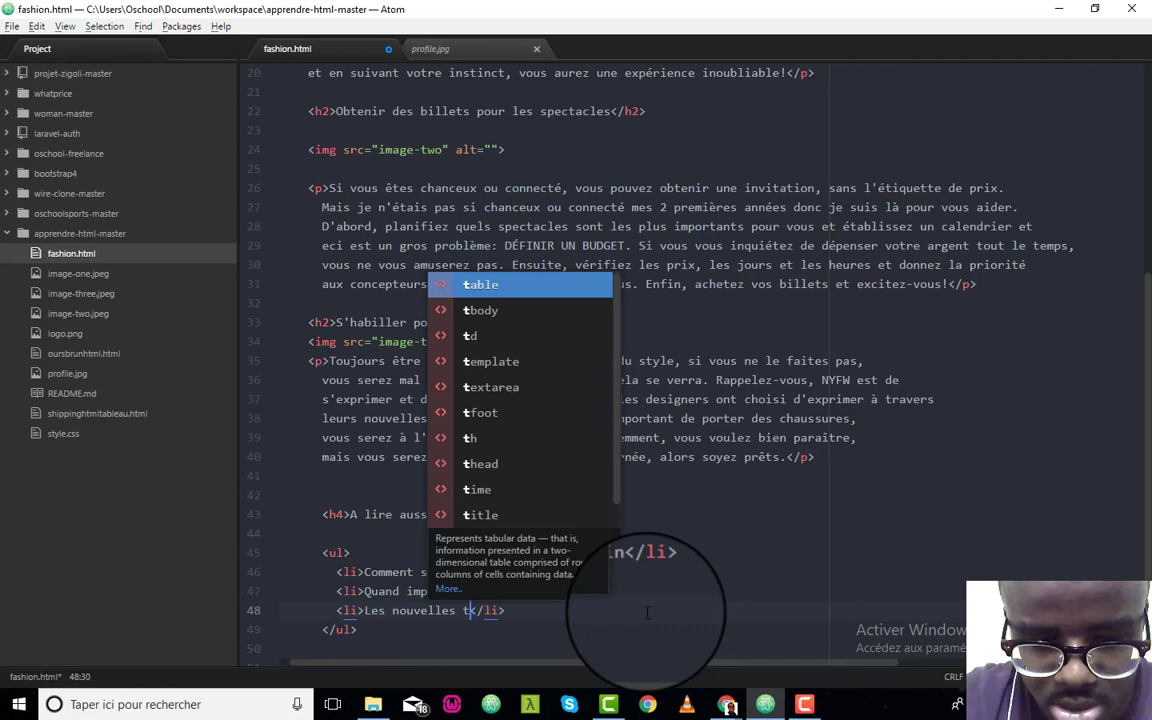 fashion.html — C:\Users\Oschool\Documents\workspace\apprendre-html-master — Atom
File Edit View Selection Find Packages Help
Project
fashion.html
profile.jpg
projet-zigoli-master
whatprice
woman-master
laravel-auth
oschool-freelance
bootstrap4
wire-clone-master
oschoolsports-master
apprendre-html-master
fashion.html
image-one.jpeg
image-three.jpeg
image-two.jpeg
logo.png
oursbrunhtml.html
profile.jpg
README.md
shippinghtmltableau.html
style.css
20 et en suivant votre instinct, vous aurez une expérience inoubliable!</p>
21
22 <h2>Obtenir des billets pour les spectacles</h2>
23
24 <img src="image-two" alt="">
25
26 <p>Si vous êtes chanceux ou connecté, vous pouvez obtenir une invitation, sans l'étiquette de prix.
27 Mais je n'étais pas si chanceux ou connecté mes 2 premières années donc je suis là pour vous aider.
28 D'abord, planifiez quels spectacles sont les plus importants pour vous et établissez un calendrier et
29 eci est un gros problème: DÉFINIR UN BUDGET. Si vous vous inquiétez de dépenser votre argent tout le temps,
30 vous ne vous amuserez pas. Ensuite, vérifiez les prix, les jours et les heures et donnez la priorité
31 aux concepteurs us. Enfin, achetez vos billets et excitez-vous!</p>
32
33 <h2>S'habiller po
34 <img src="image-t
35 <p>Toujours être du style, si vous ne le faites pas,
36 vous serez mal ela se verra. Rappelez-vous, NYFW est de
37 s'exprimer et d les designers ont choisi d'exprimer à travers
38 leurs nouvelles important de porter des chaussures,
39 vous serez à l' emment, vous voulez bien paraître,
40 mais vous serez rnée, alors soyez prêts.</p>
41
42
43 <h4>A lire auss
44
45 <ul>
46 <li>Comment s
47 <li>Quand imp
48 <li>Les nouvelles t</li>
49 </ul>
50
table
tbody
td
template
textarea
tfoot
th
thead
time
title
Represents tabular data — that is,
information presented in a two-
dimensional table comprised of rov
columns of cells containing data.
More..
in</li>
Activer Window
Accédez aux paramè
fashion.html* 48:30
CRLF
Taper ici pour rechercher
18